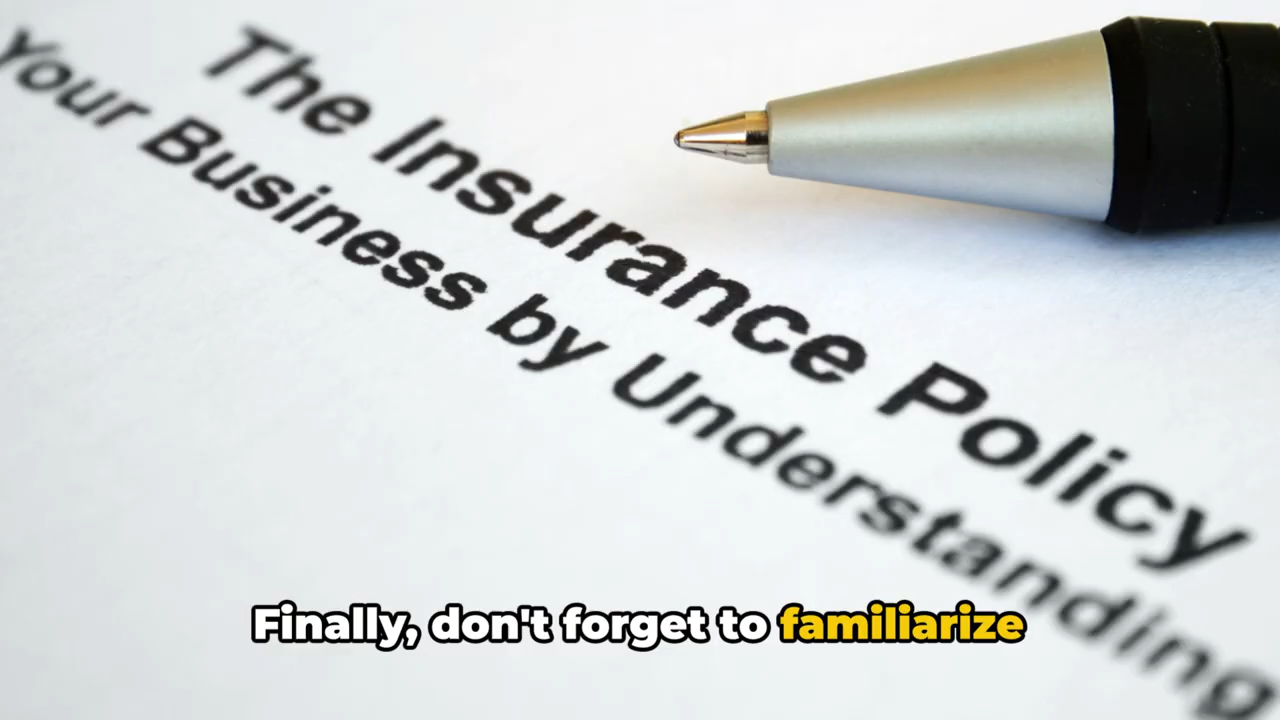 The Insurance Policy
Your Business by Understanding
Finally, don't forget to familiarize